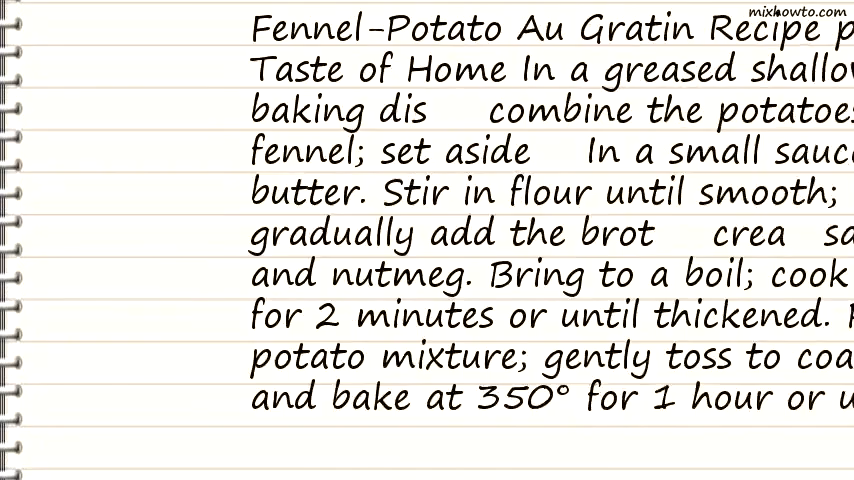 mixhowto.com
Fennel-Potato Au Gratin Recipe p
Taste of Home In a greased shallo
baking dis combine the potatoes
fennel; set aside In a small sauc
butter. Stir in flour until smooth;
gradually add the brot crea sa
and nutmeg. Bring to a boil; cook
for 2 minutes or until thickened.
potato mixture; gently toss to coa
and bake at 350° for 1 hour or u